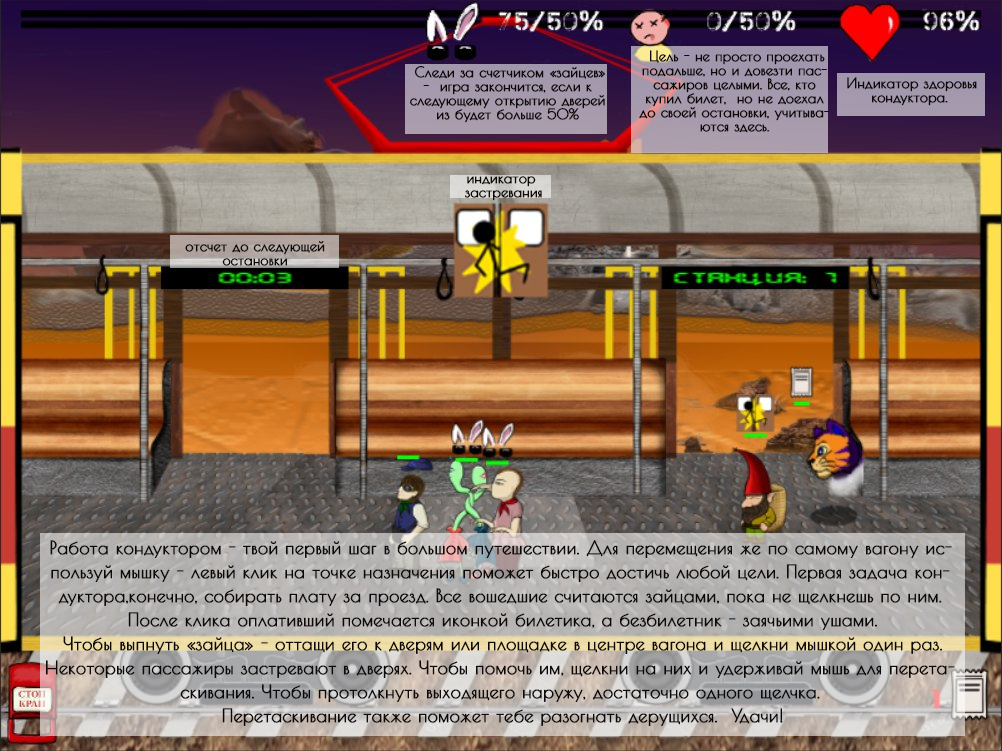 75/50%
0/50%
96%
Следи за счетчиком «зайцев»
- игра закончится, если к
следующему открытию дверей
из будет больше 50%
Цель - не просто проехать
подальше, но и довезти пас-
сажиров целыми. Все, кто
купил билет, но не доехал
до своей остановки, учитыва-
ются здесь.
Индикатор здоровья
кондуктора.
индикатор
застревания
отсчет до следующей
остановки
00:03
СТАНЦИЯ: 7
Работа кондуктором - твой первый шаг в большом путешествии. Для перемещения же по самому вагону ис-
пользуй мышку - левый клик на точке назначения поможет быстро достичь любой цели. Первая задача кон-
дуктора,конечно, собирать плату за проезд. Все вошедшие считаются зайцами, пока не щелкнешь по ним.
После клика оплативший помечается иконкой билетика, а безбилетник - заячьими ушами.
Чтобы выпнуть «зайца» - оттащи его к дверям или площадке в центре вагона и щелкни мышкой один раз.
Некоторые пассажиры застревают в дверях. Чтобы помочь им, щелкни на них и удерживай мышь для перета-
скивания. Чтобы протолкнуть выходящего наружу, достаточно одного щелчка.
Перетаскивание также поможет тебе разогнать дерущихся. Удачи!
СТОП
КРАН